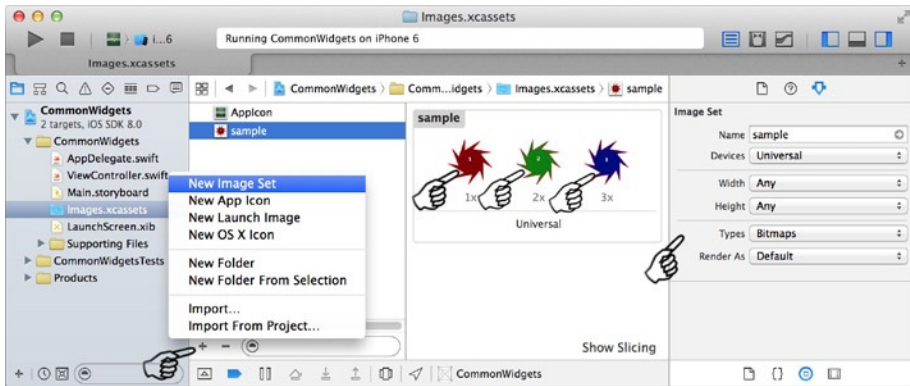 Images.xcassets
i...6
Running CommonWidgets on iPhone 6
Images.xcassets
CommonWidgets
Comm...idgets
Images.xcassets
sample
CommonWidgets
2 targets, iOS SDK 8.0
CommonWidgets
AppDelegate.swift
ViewController.swift
Main.storyboard
Images.xcassets
LaunchScreen.xib
Supporting Files
CommonWidgetsTests
Products
AppIcon
sample
New Image Set
New App Icon
New Launch Image
New OS X Icon
New Folder
New Folder From Selection
Import...
Import From Project...
sample
1x
2x
3x
Universal
Show Slicing
CommonWidgets
Image Set
Name sample
Devices Universal
Width Any
Height Any
Types Bitmaps
Render As Default